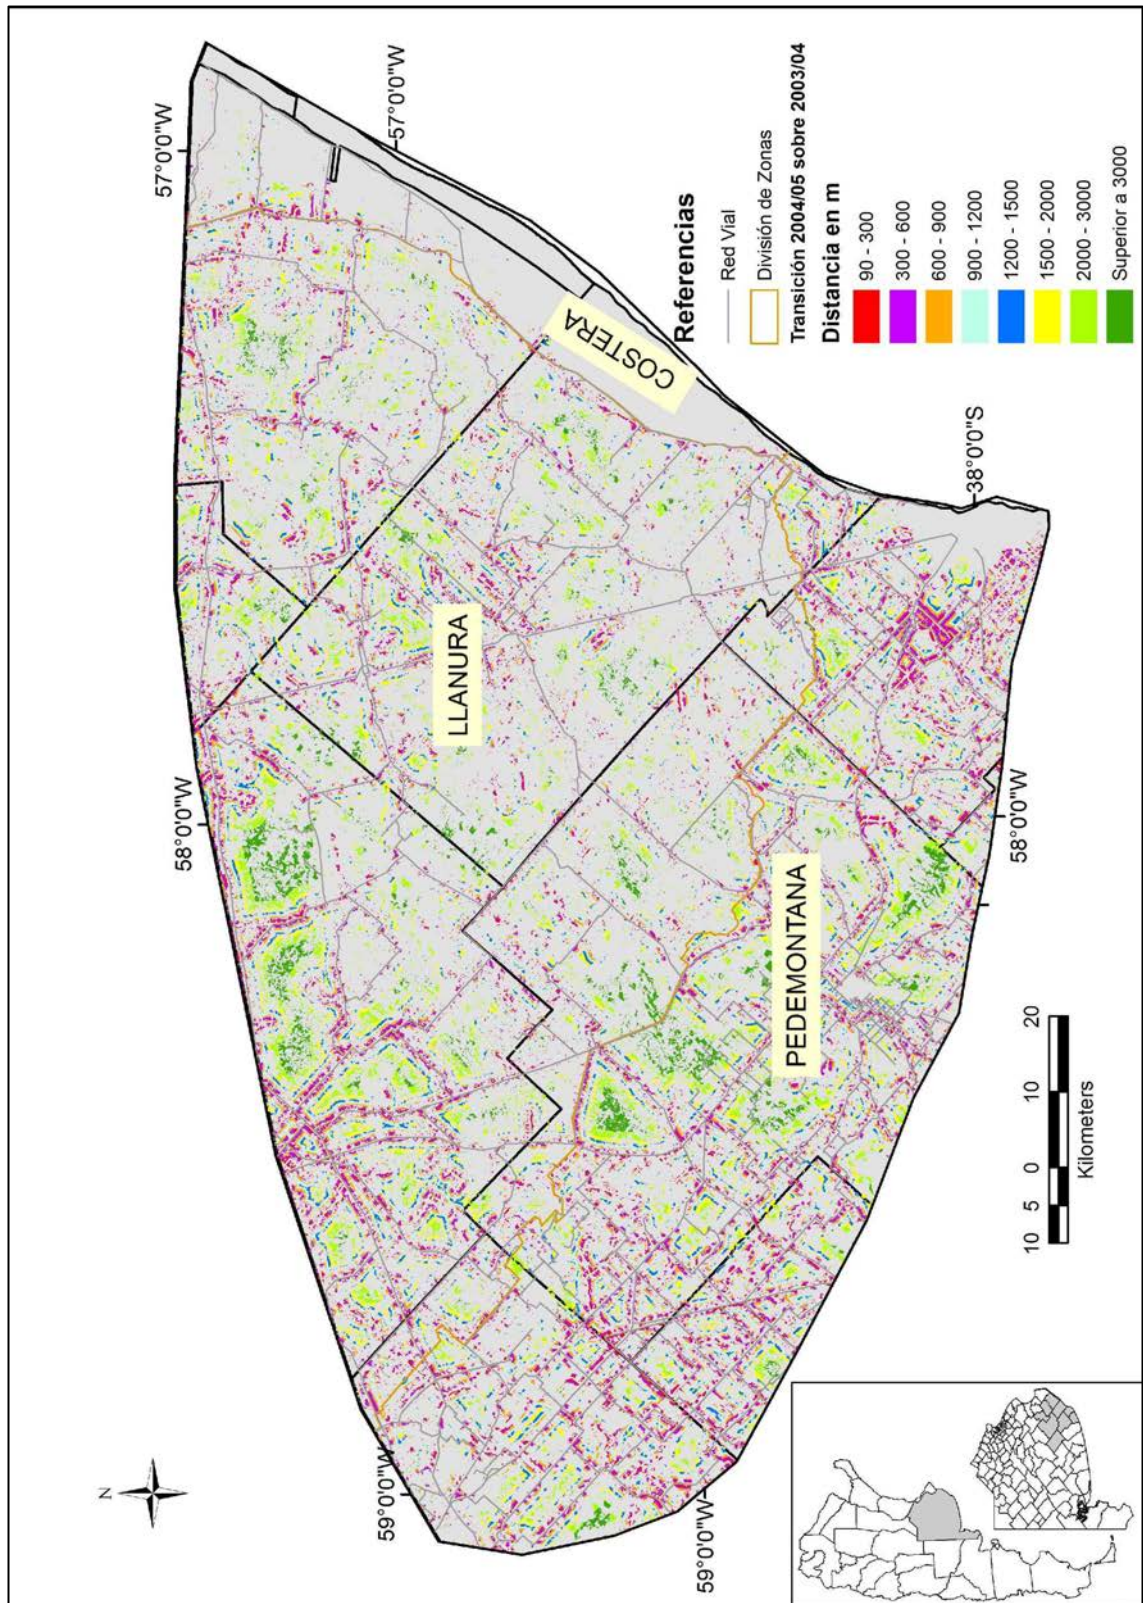 N
57°0'0"W
57°0'0"W
58°0'0"W
58°0'0"W
59°0'0"W
59°0'0"W
38°0'0"S
LLANURA
COSTERA
PEDEMONTANA
Referencias
Red Vial
División de Zonas
Transición 2004/05 sobre 2003/04
Distancia en m
90 - 300
300 - 600
600 - 900
900 - 1200
1200 - 1500
1500 - 2000
2000 - 3000
Superior a 3000
10 5 0 10 20
Kilometers